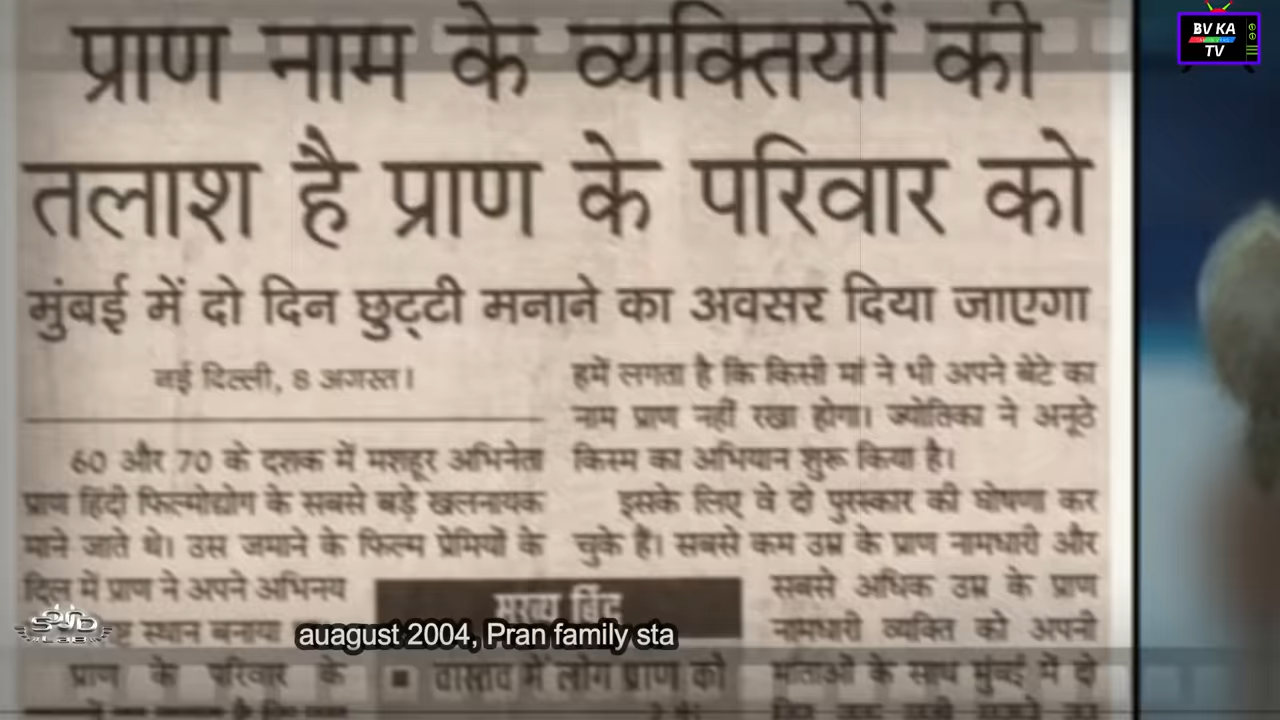 प्राण नाम के व्यक्तियों की
तलाश है प्राण के परिवार को
मुंबई में दो दिन छुट्टी मनाने का अवसर दिया जाएगा
नई दिल्ली, 8 अगस्त।
60 और 70 के दशक में मशहूर अभिनेता
प्राण हिंदी फिल्मोद्योग के सबसे बड़े खलनायक
माने जाते थे। उस जमाने के फिल्म प्रेमियों के
दिल में प्राण ने अपने अभिनय
स्थान बनाया
प्राण के परिवार के
मुख्य बिंदु
■ वास्तव में लोग प्राण को
हमें लगता है कि किसी मां ने भी अपने बेटे का
नाम प्राण नहीं रखा होगा। ज्योतिका ने अनूठे
किस्म का अभियान शुरू किया है।
इसके लिए वे दो पुरस्कार की घोषणा कर
चुके हैं। सबसे कम उम्र के प्राण नामधारी और
सबसे अधिक उम्र के प्राण
नामधारी व्यक्ति को अपनी
माताओं के साथ मुंबई में दो
auagust 2004, Pran family sta
BV KA
TV